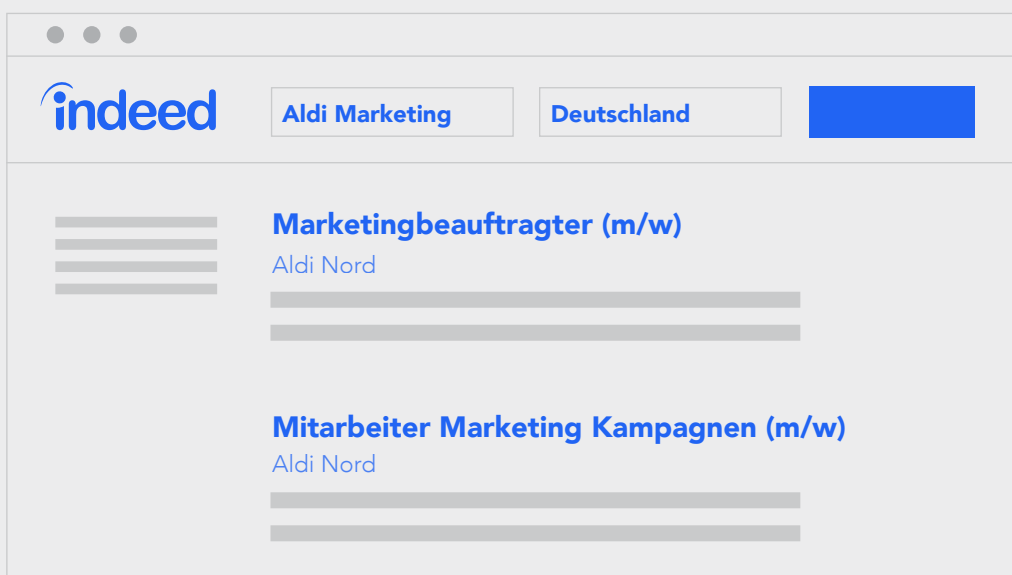 indeed
Aldi Marketing
Deutschland
Marketingbeauftragter (m/w)
Aldi Nord
Mitarbeiter Marketing Kampagnen (m/w)
Aldi Nord